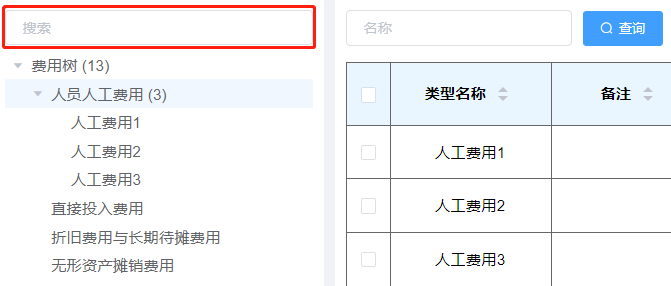 搜索
费用树 (13)
人员人工费用 (3)
人工费用1
人工费用2
人工费用3
直接投入费用
折旧费用与长期待摊费用
无形资产摊销费用
名称
查询
类型名称 备注
人工费用1
人工费用2
人工费用3